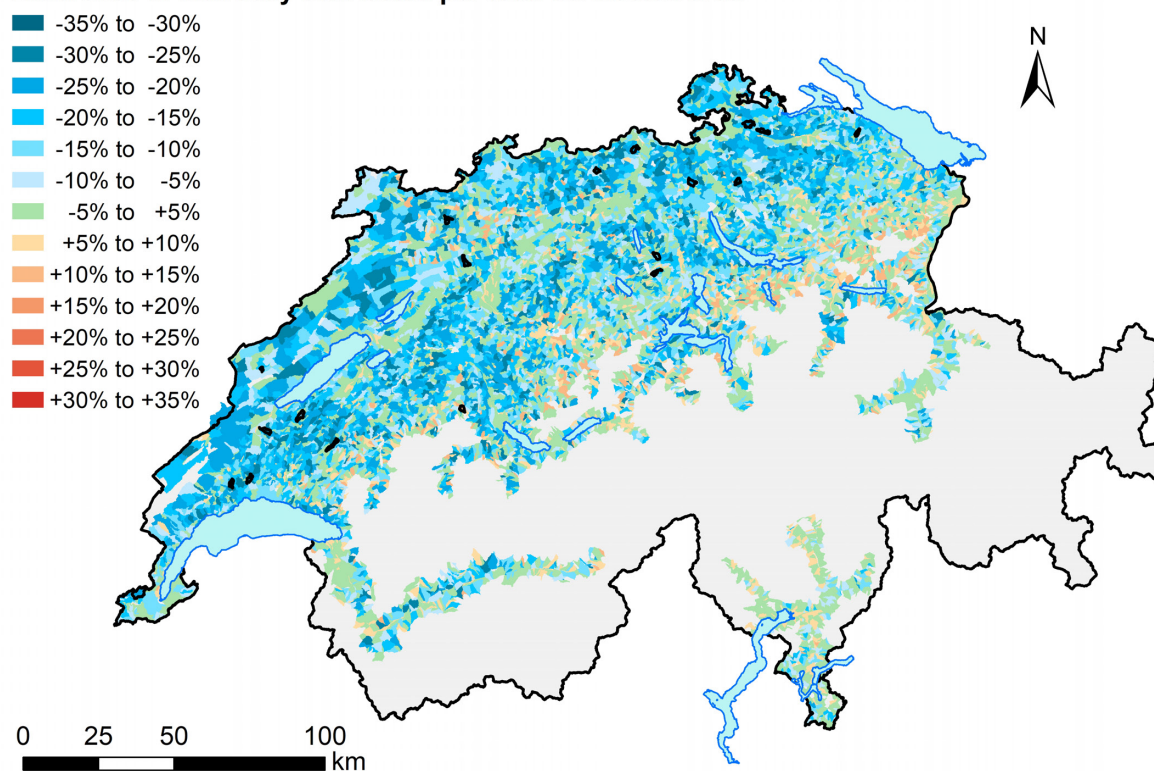 -35% to -30%
-30% to -25%
-25% to -20%
-20% to -15%
-15% to -10%
-10% to -5%
-5% to +5%
+5% to +10%
+10% to +15%
+15% to +20%
+20% to +25%
+25% to +30%
+30% to +35%
N
0 25 50 100
km